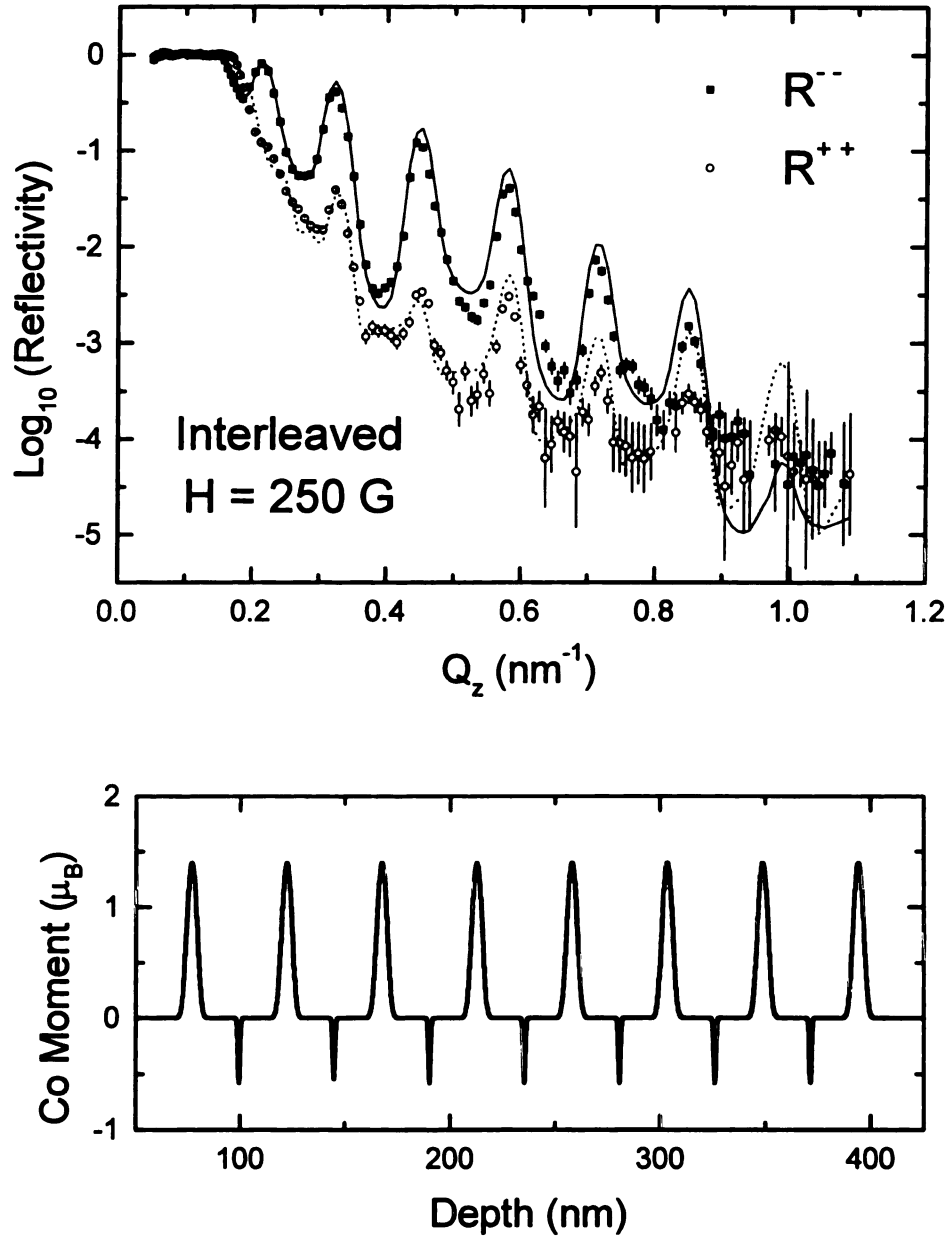 0
-1
-2
-3
-4
-5
Log₁₀ (Reflectivity)
R⁻⁻
R⁺⁺
Interleaved
H = 250 G
0.0 0.2 0.4 0.6 0.8 1.0 1.2
Q_z (nm⁻¹)
2
1
0
-1
Co Moment (μ_B)
100 200 300 400
Depth (nm)